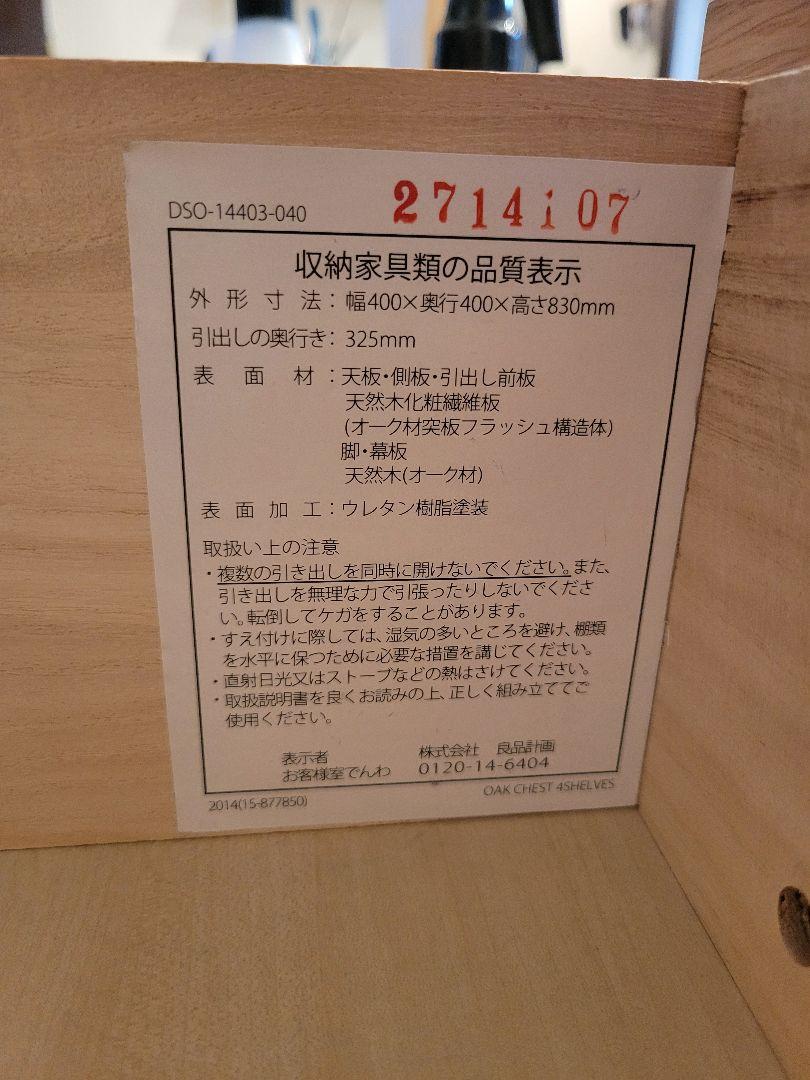 DSO-14403-040
2714i07
収納家具類の品質表示
外形寸法：幅400×奥行400×高さ830mm
引出しの奥行き：325mm
表面材：天板・側板・引出し前板
天然木化粧繊維板
(オーク材突板フラッシュ構造体)
脚・幕板
天然木(オーク材)
表面加工：ウレタン樹脂塗装
取扱い上の注意
・複数の引き出しを同時に開けないでください。また、
引き出しを無理な力で引張ったりしないでくださ
い。転倒してケガをすることがあります。
・すえ付けに際しては、湿気の多いところを避け、棚類
を水平に保つために必要な措置を講じてください。
・直射日光又はストーブなどの熱はさけてください。
・取扱説明書を良くお読みの上、正しく組み立ててご
使用ください。
表示者　株式会社　良品計画
お客様室でんわ　0120-14-6404
2014(15-877850)
OAK CHEST 4SHELVES